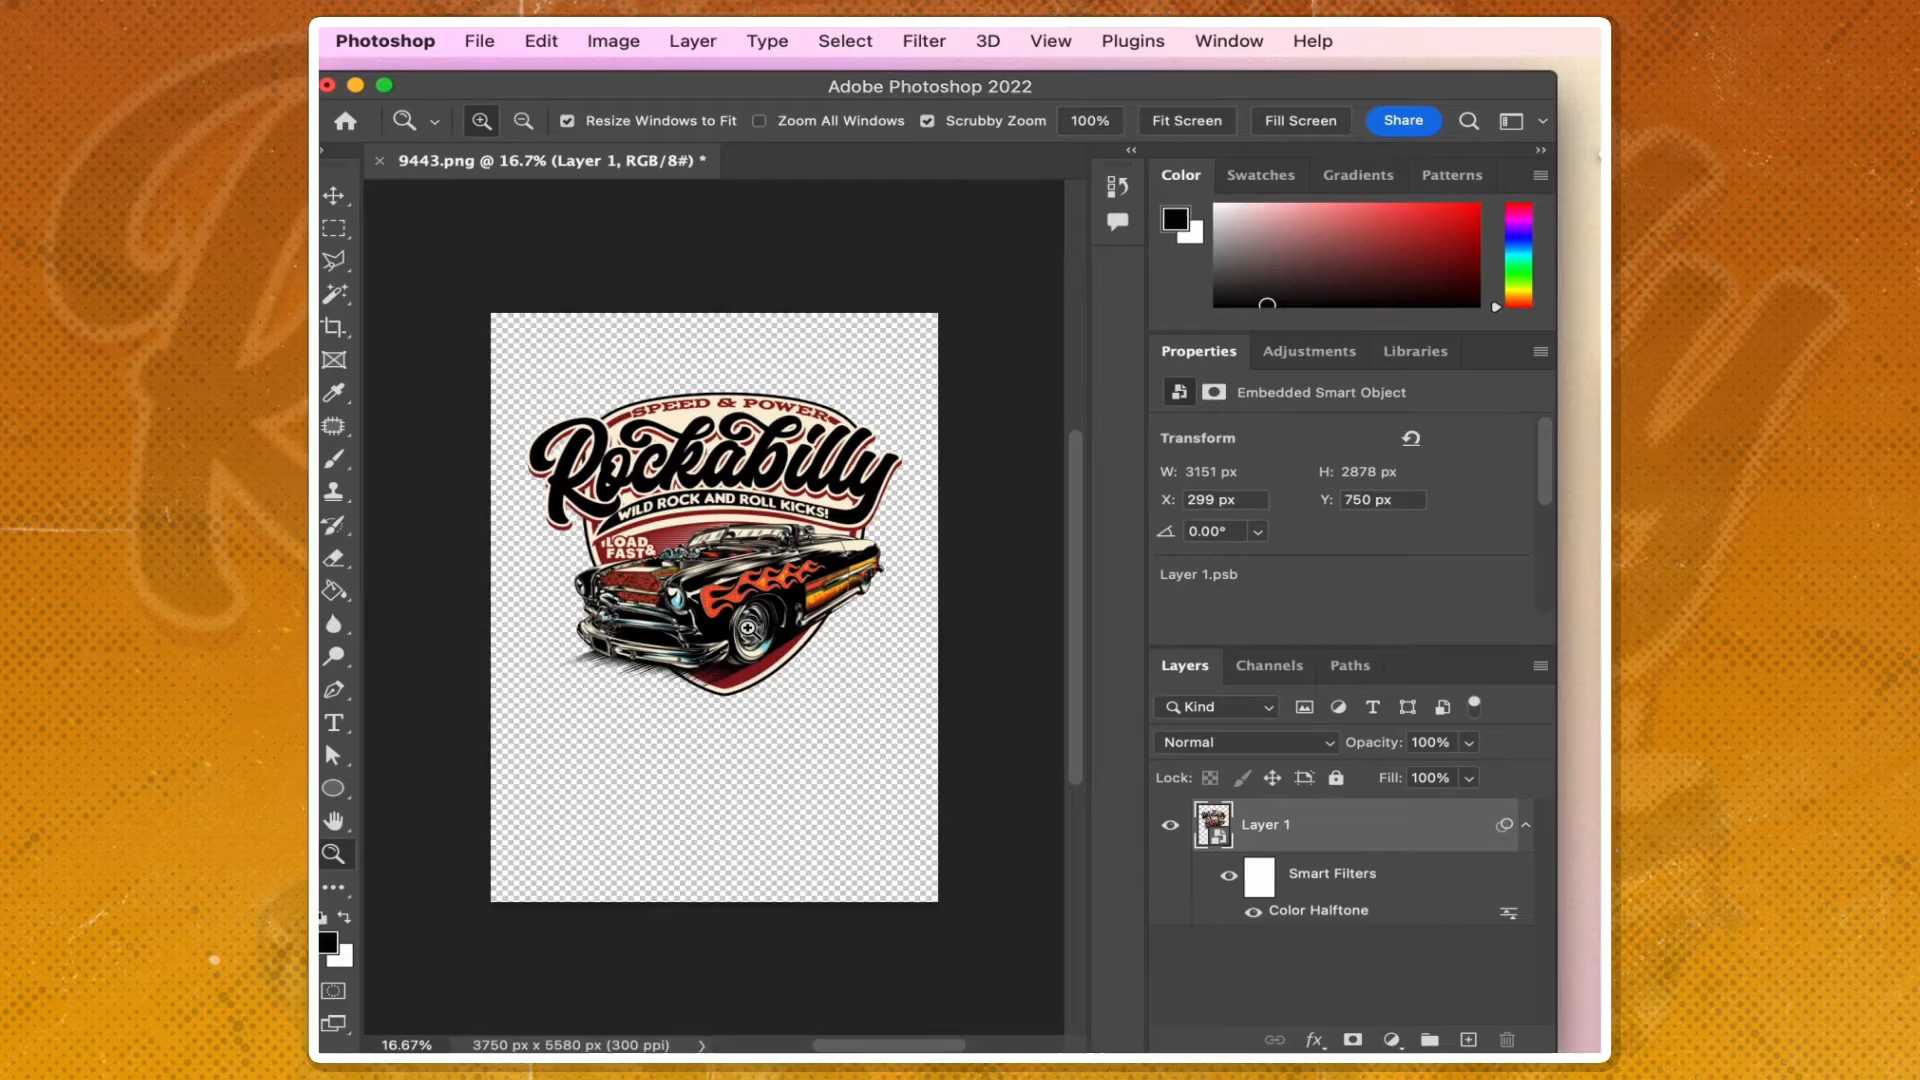 Photoshop File Edit Image Layer Type Select Filter 3D View Plugins Window Help
Adobe Photoshop 2022
Resize Windows to Fit Zoom All Windows Scrubby Zoom 100% Fit Screen Fill Screen Share
9443.png @ 16.7% (Layer 1, RGB/8#) *
Color Swatches Gradients Patterns
Properties Adjustments Libraries
Embedded Smart Object
Transform
W: 3151 px H: 2878 px
X: 299 px Y: 750 px
0.00°
Layer 1.psb
SPEED & POWER
Rockabilly
WILD ROCK AND ROLL KICKS!
LOAD
FAST&
Layers Channels Paths
Kind
Normal Opacity: 100%
Lock: Fill: 100%
Layer 1
Smart Filters
Color Halftone
16.67% 3750 px x 5580 px (300 ppi)